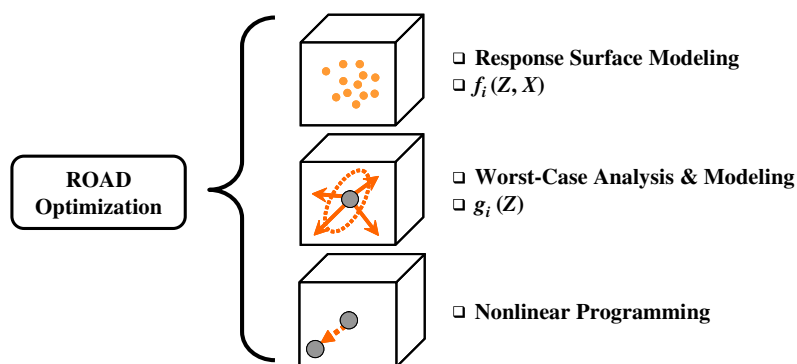 ROAD
Optimization
❑ Response Surface Modeling
❑ fi (Z, X)
❑ Worst-Case Analysis & Modeling
❑ gi (Z)
❑ Nonlinear Programming